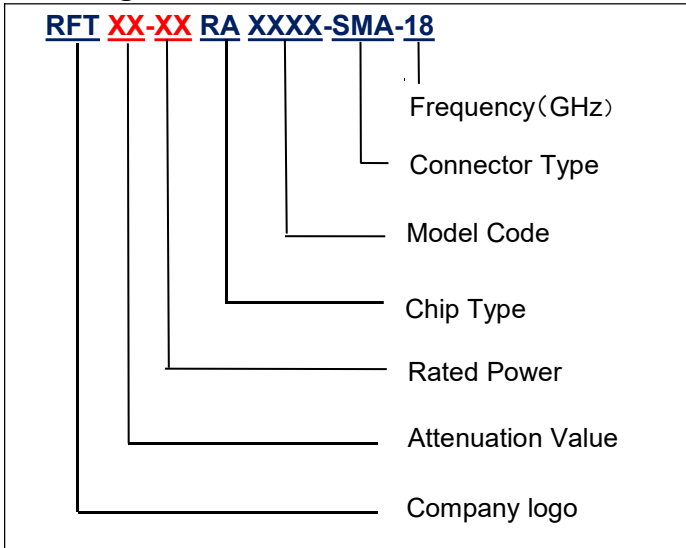 RFT XX-XX RA XXXX-SMA-18
Frequency（GHz）
Connector Type
Model Code
Chip Type
Rated Power
Attenuation Value
Company logo